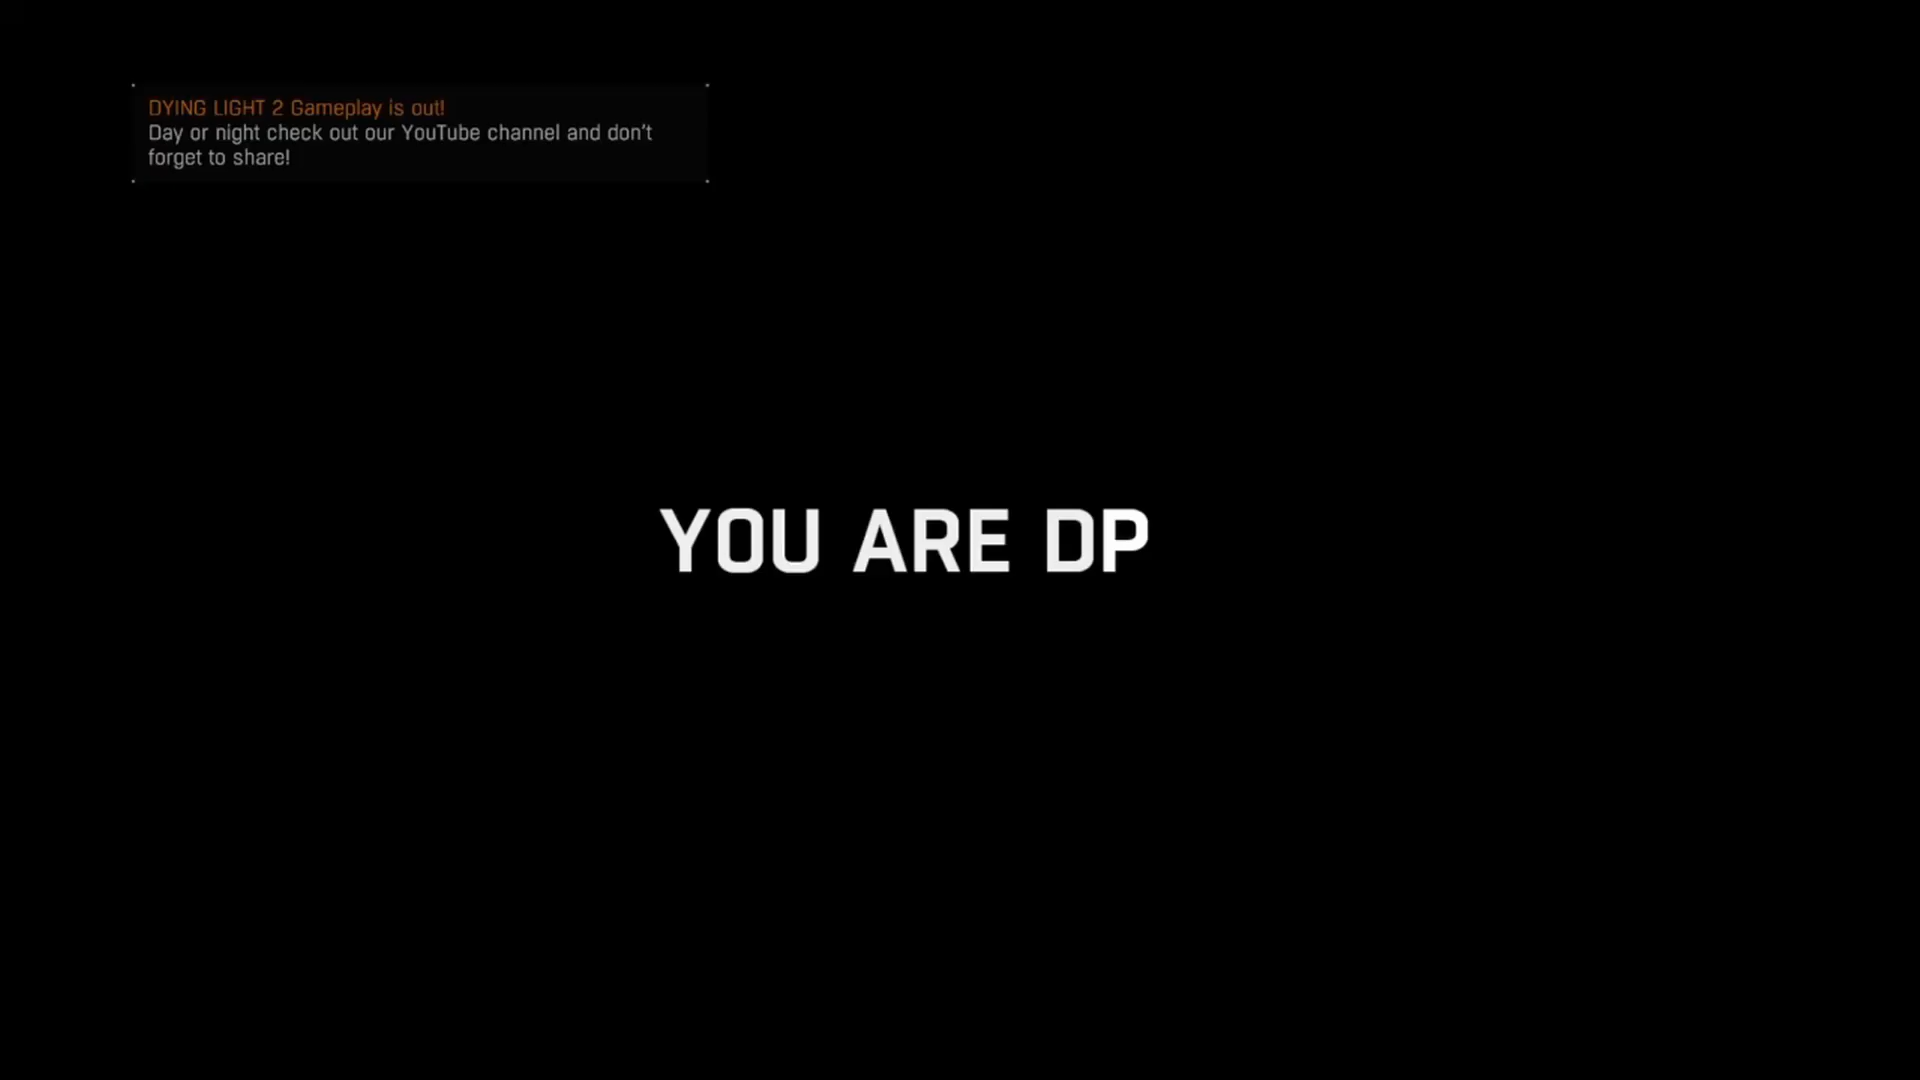 DYING LIGHT 2 Gameplay is out!
Day or night check out our YouTube channel and don't
forget to share!
YOU ARE DP